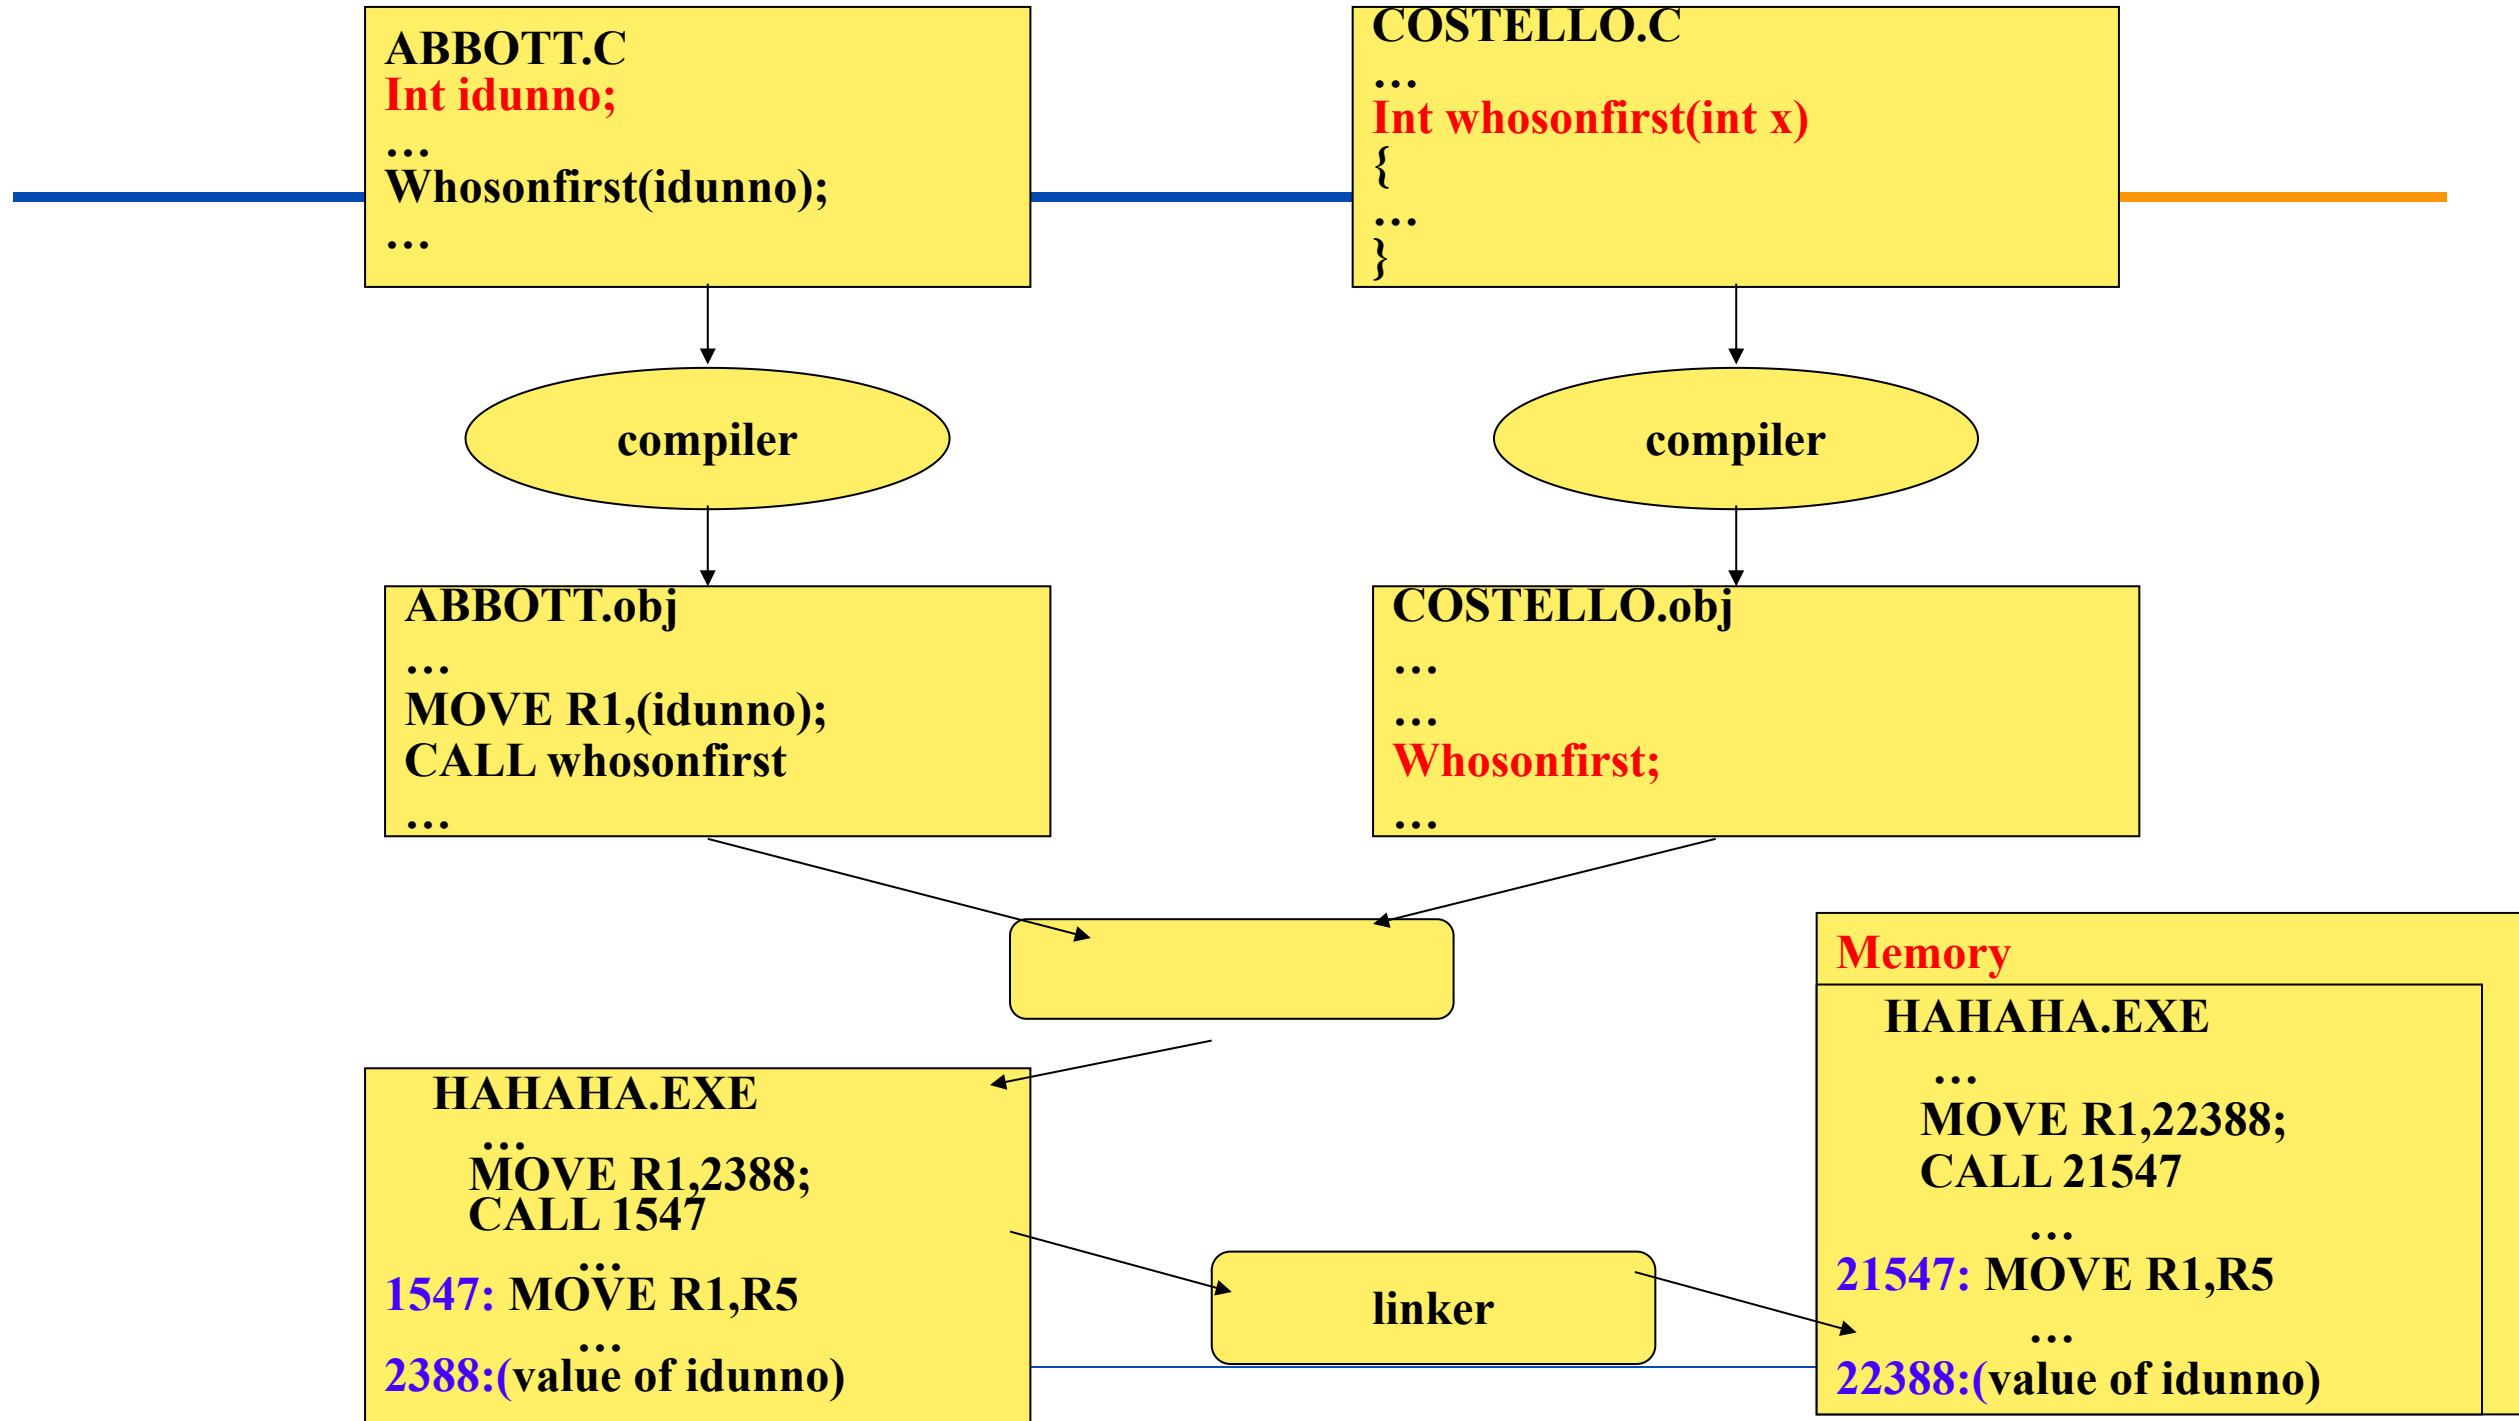 ABBOTT.C
Int idunno;
…
Whosonfirst(idunno);
…
COSTELLO.C
…
Int whosonfirst(int x)
{
…
}
compiler
compiler
ABBOTT.obj
…
MOVE R1,(idunno);
CALL whosonfirst
…
COSTELLO.obj
…
…
Whosonfirst;
…
HAHAHA.EXE
…
MOVE R1,2388;
CALL 1547
…
1547: MOVE R1,R5
…
2388:(value of idunno)
linker
Memory
HAHAHA.EXE
…
MOVE R1,22388;
CALL 21547
…
21547: MOVE R1,R5
…
22388:(value of idunno)